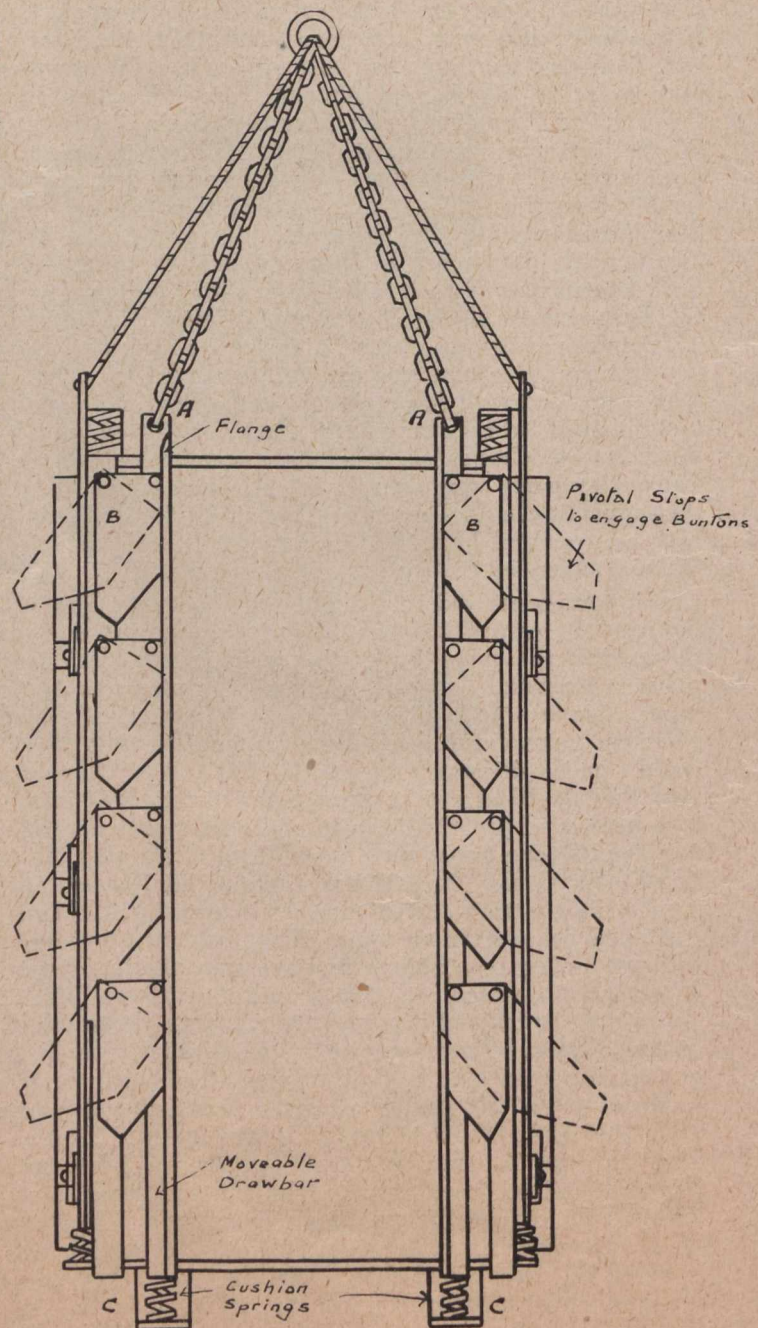 A
A
Flange
B
B
Pivotal Stops
to engage Buntons
Moveable
Drawbar
C
Cushion
Springs
C